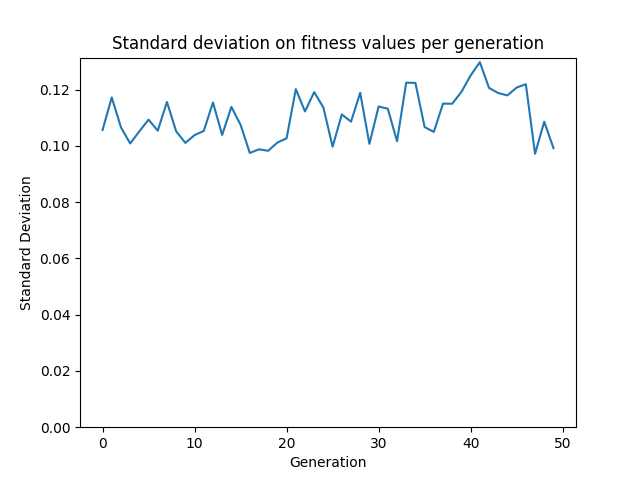 Standard deviation on fitness values per generation
Standard Deviation
0.12
0.10
0.08
0.06
0.04
0.02
0.00
0 10 20 30 40 50
Generation